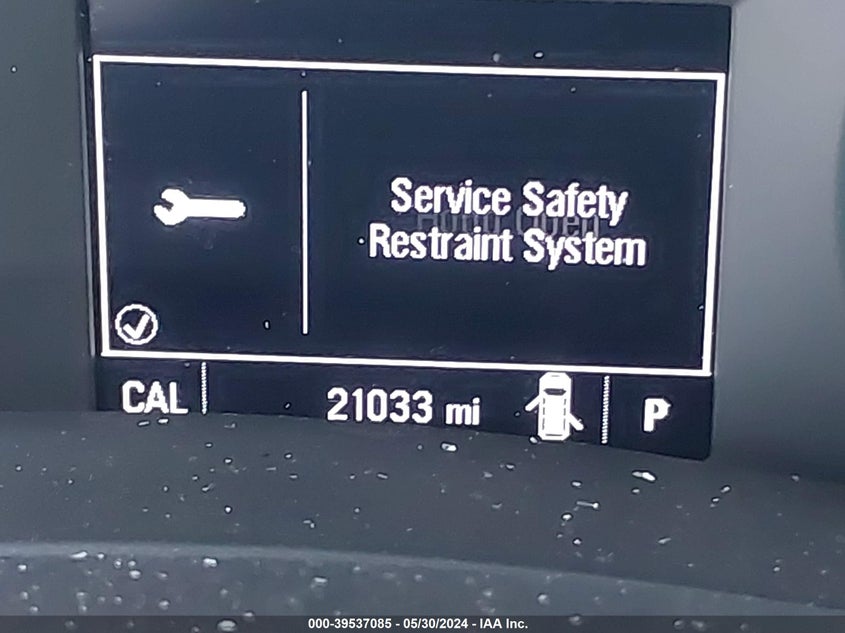 Service Safety
Restraint System
CAL
21033 mi
P
000-39537085 - 05/30/2024 - IAA Inc.